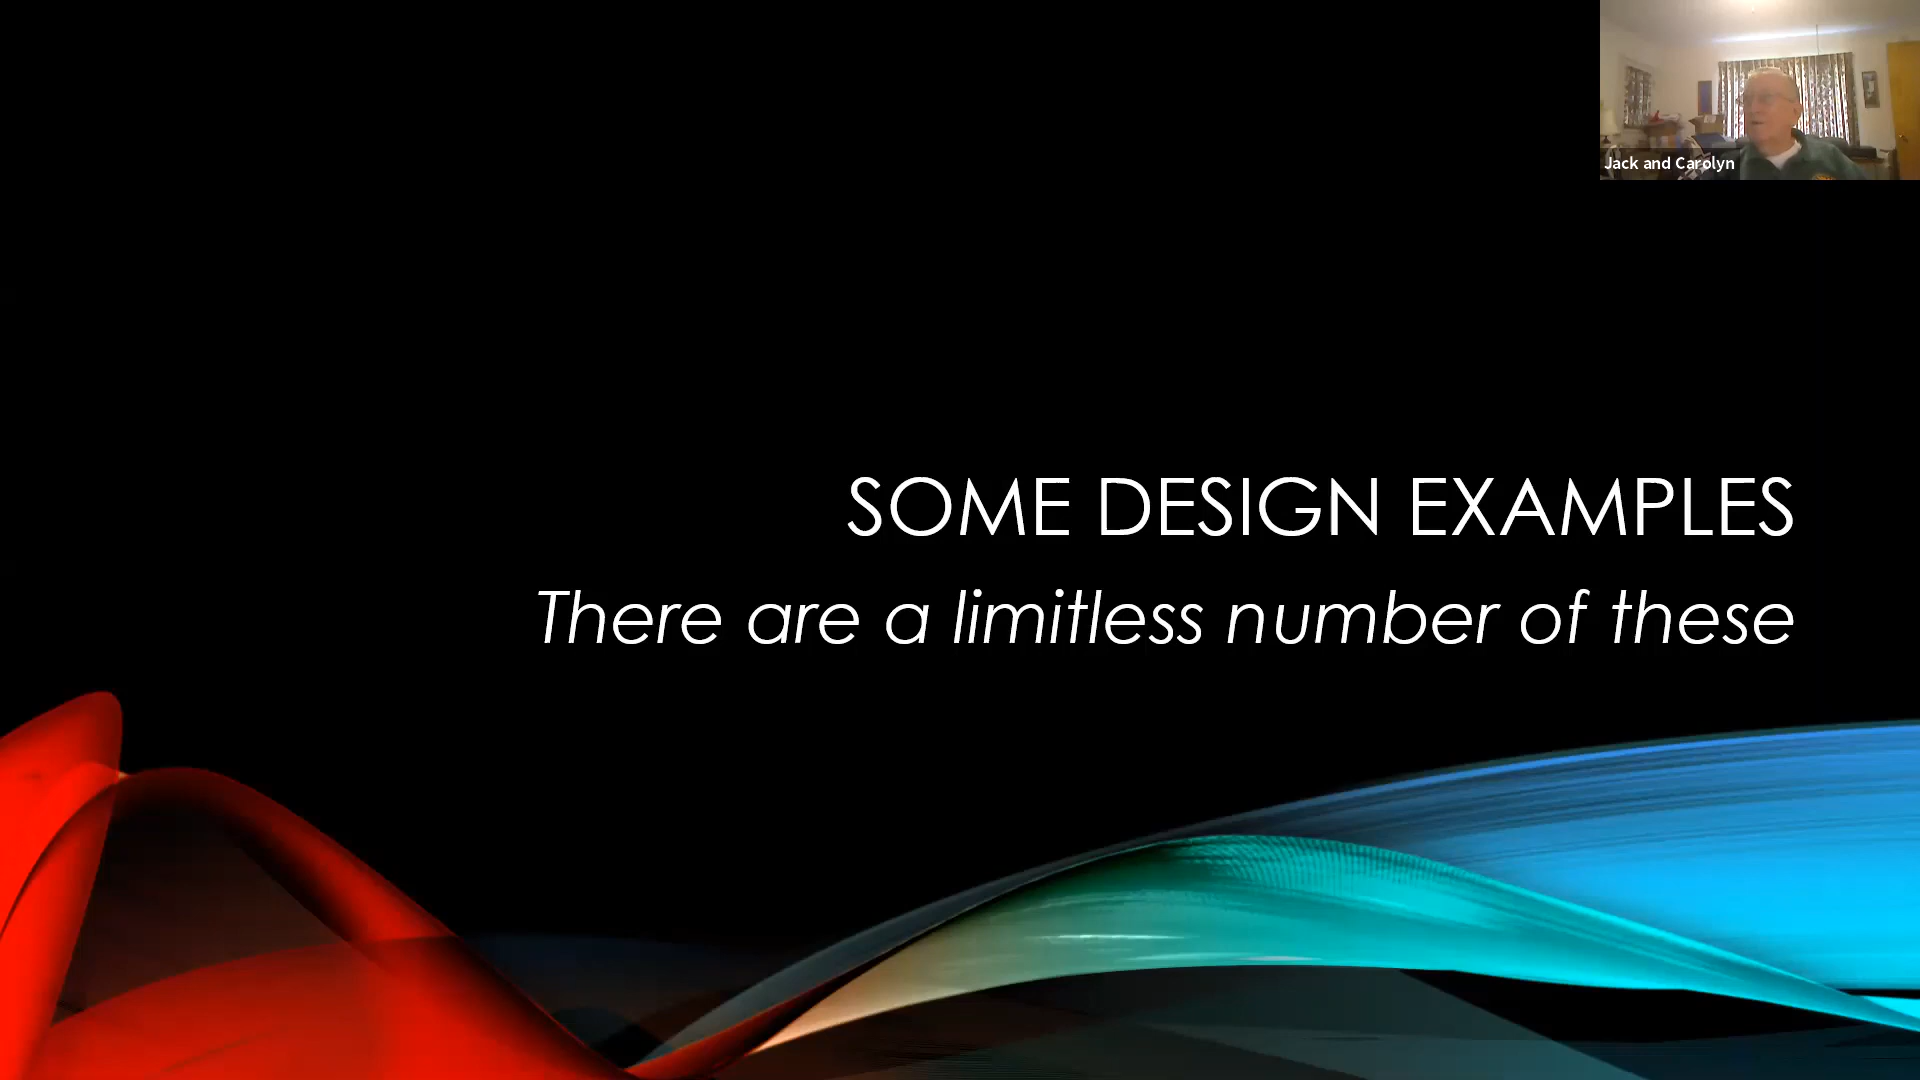 Jack and Carolyn
SOME DESIGN EXAMPLES
There are a limitless number of these